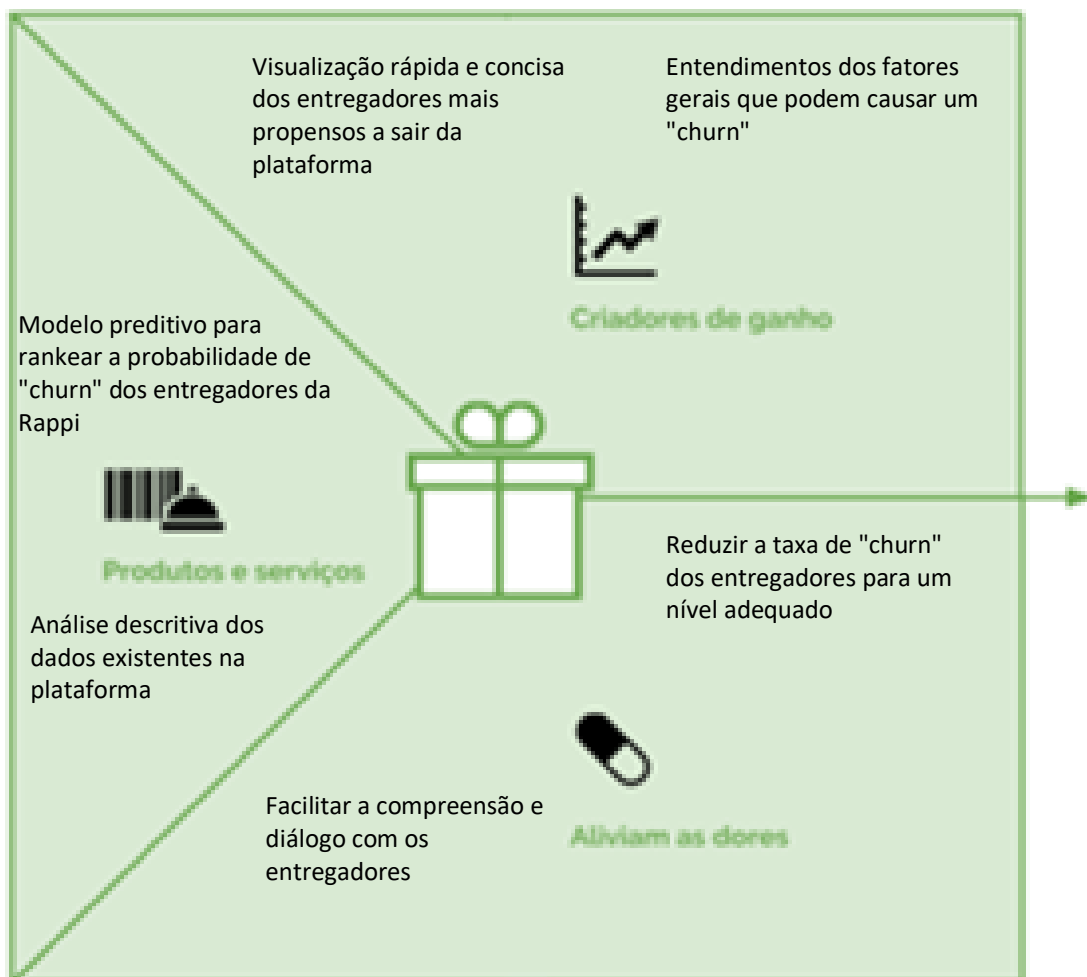 Visualização rápida e concisa
dos entregadores mais
propensos a sair da
plataforma
Entendimentos dos fatores
gerais que podem causar um
"churn"
Criadores de ganho
Modelo preditivo para
rankear a probabilidade de
"churn" dos entregadores da
Rappi
Produtos e serviços
Análise descritiva dos
dados existentes na
plataforma
Reduzir a taxa de "churn"
dos entregadores para um
nível adequado
Facilitar a compreensão e
diálogo com os
entregadores
Aliviam as dores